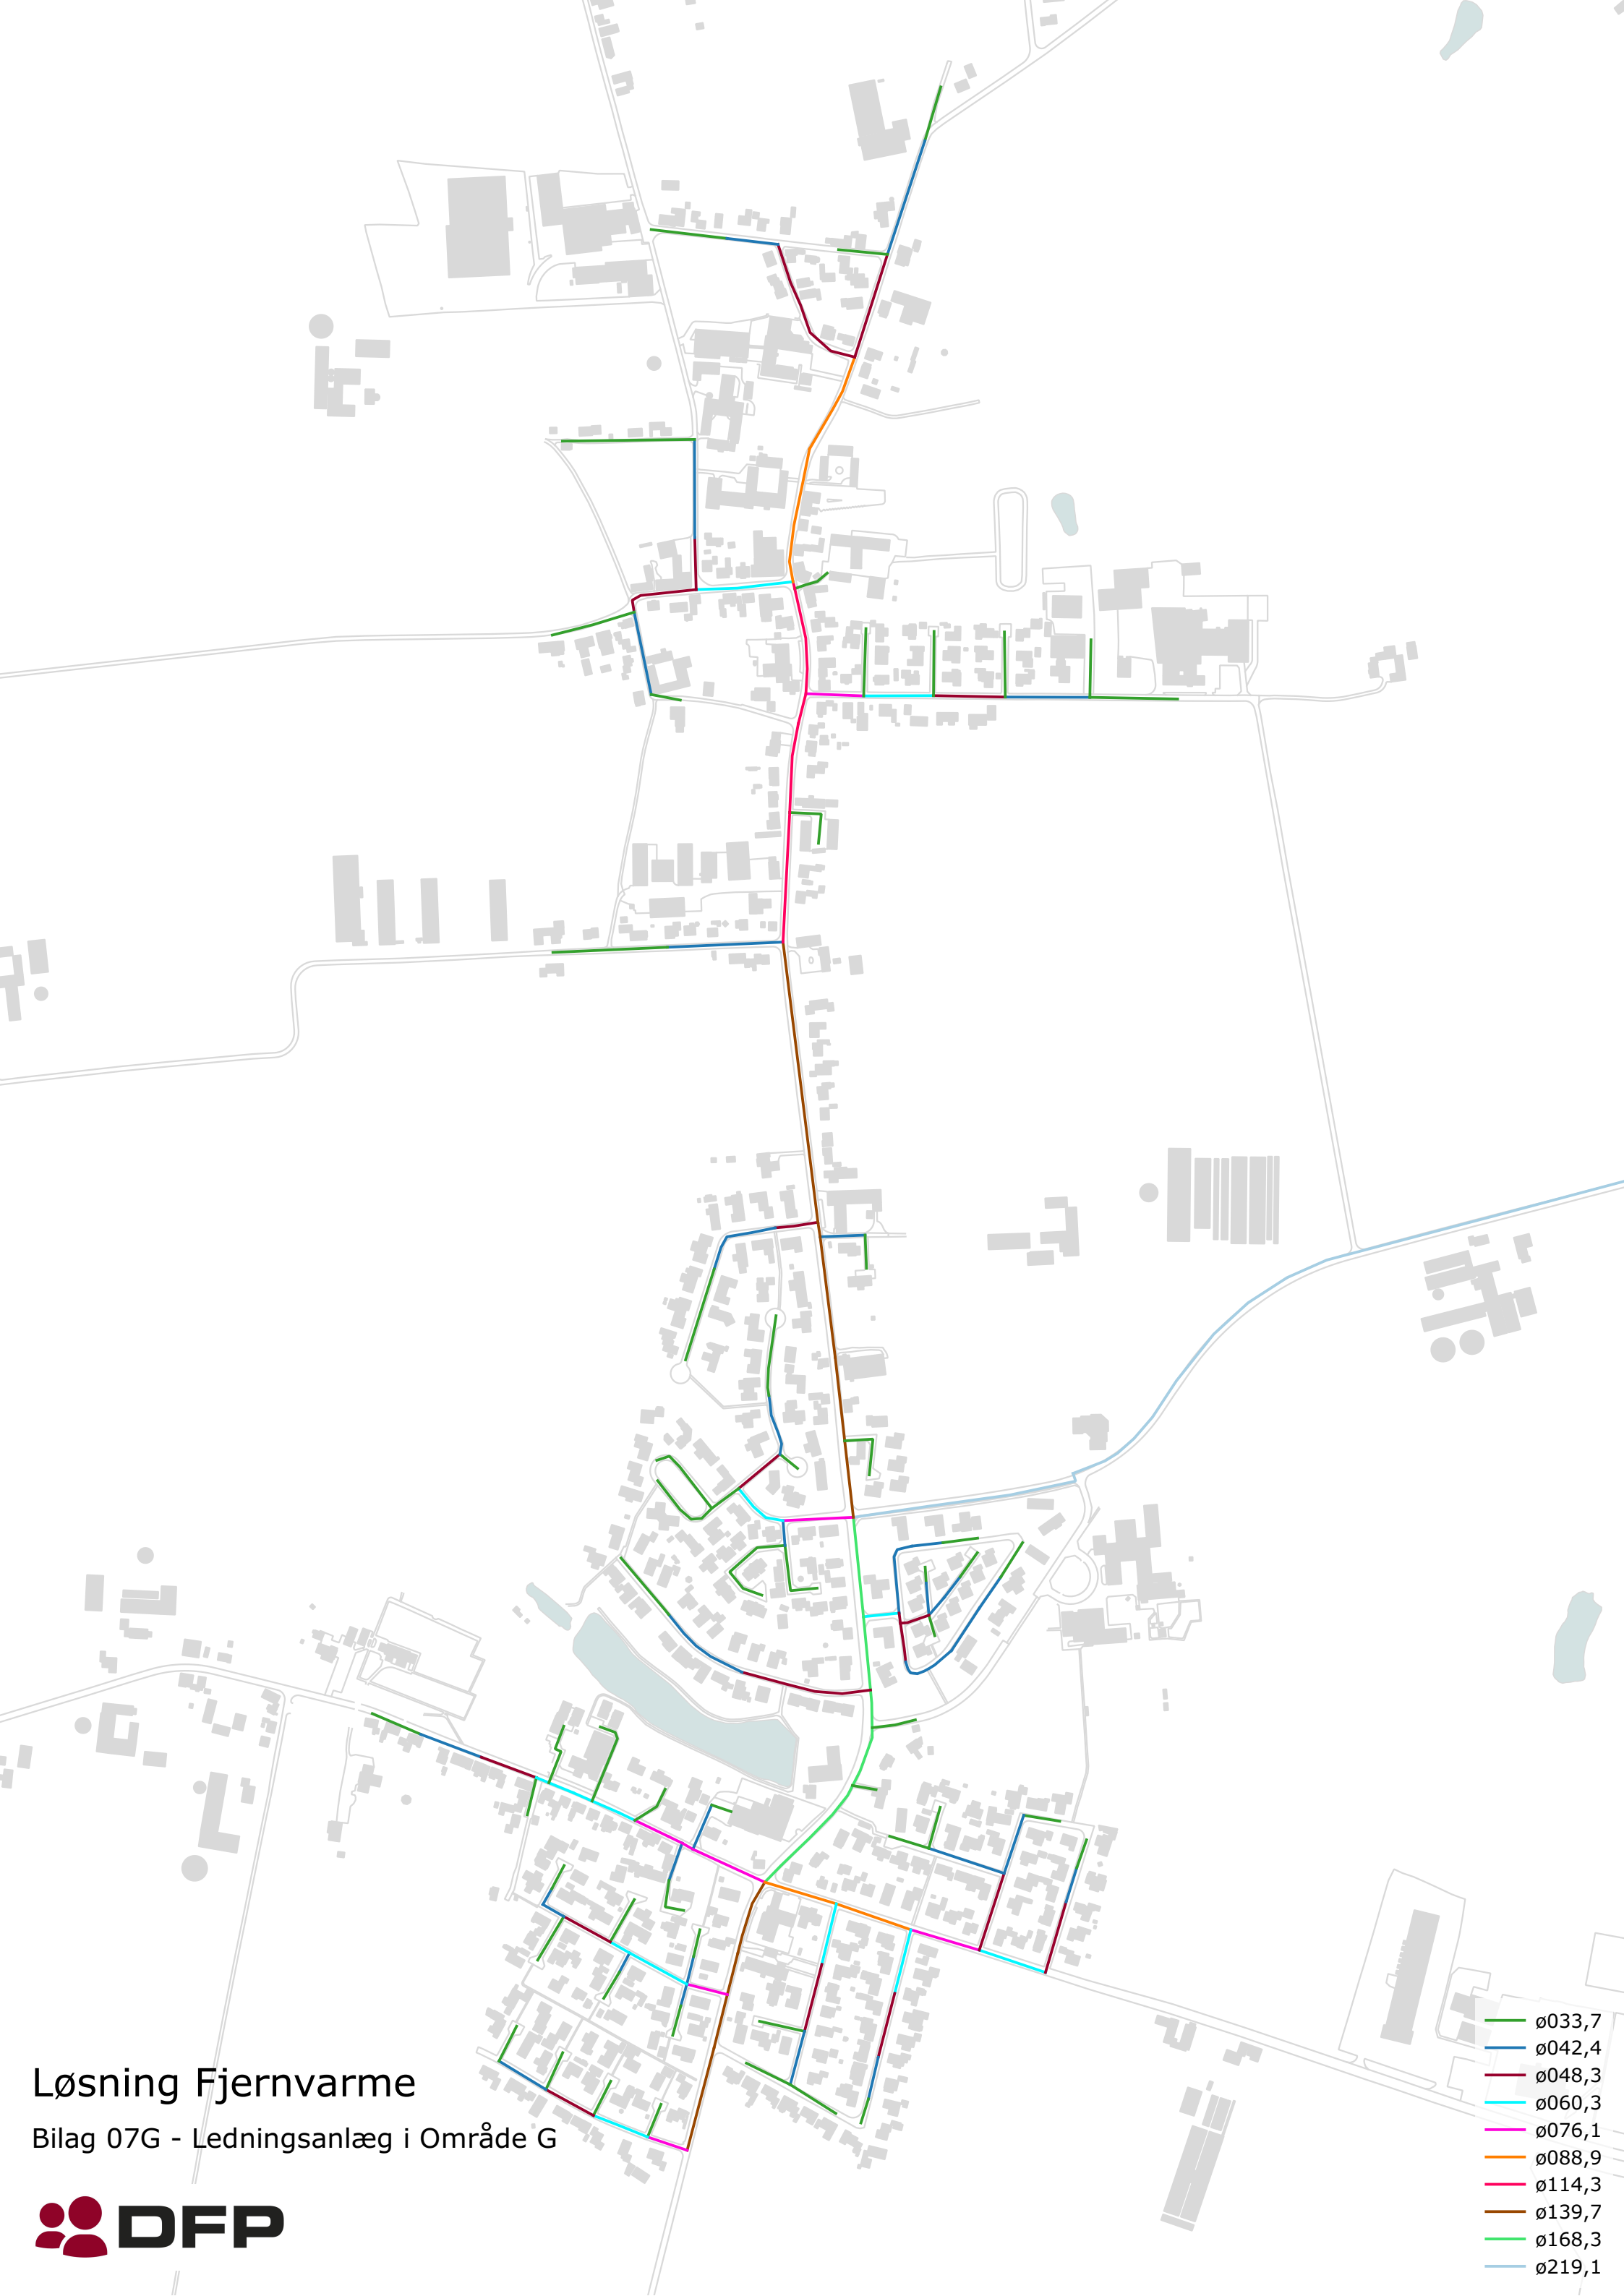 Løsning Fjernvarme
Bilag 07G - Ledningsanlæg i Område G
DFP
ø033,7
ø042,4
ø048,3
ø060,3
ø076,1
ø088,9
ø114,3
ø139,7
ø168,3
ø219,1